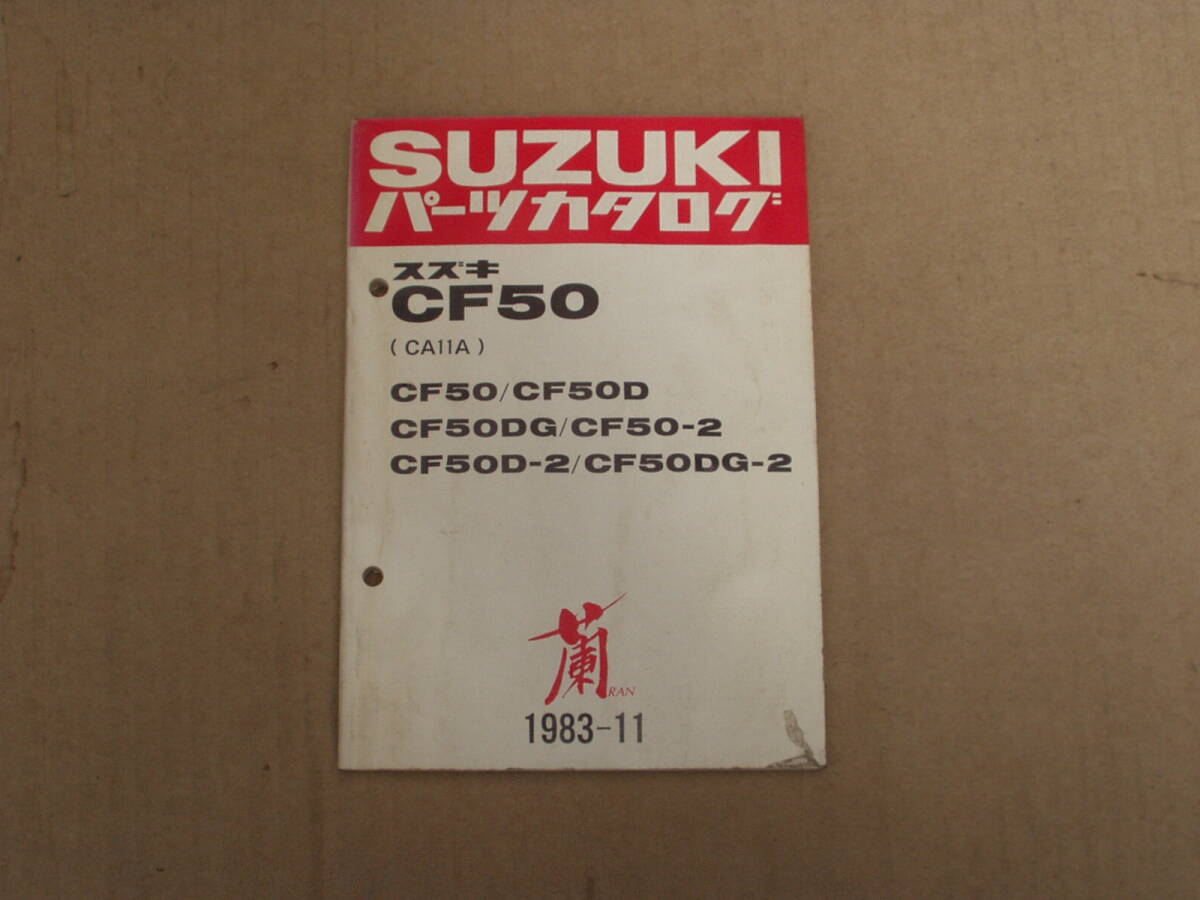 SUZUKI
パーツカタログ
スズキ
CF50
( CA11A )
CF50/CF50D
CF50DG/CF50-2
CF50D-2/CF50DG-2
蘭
RAN
1983-11